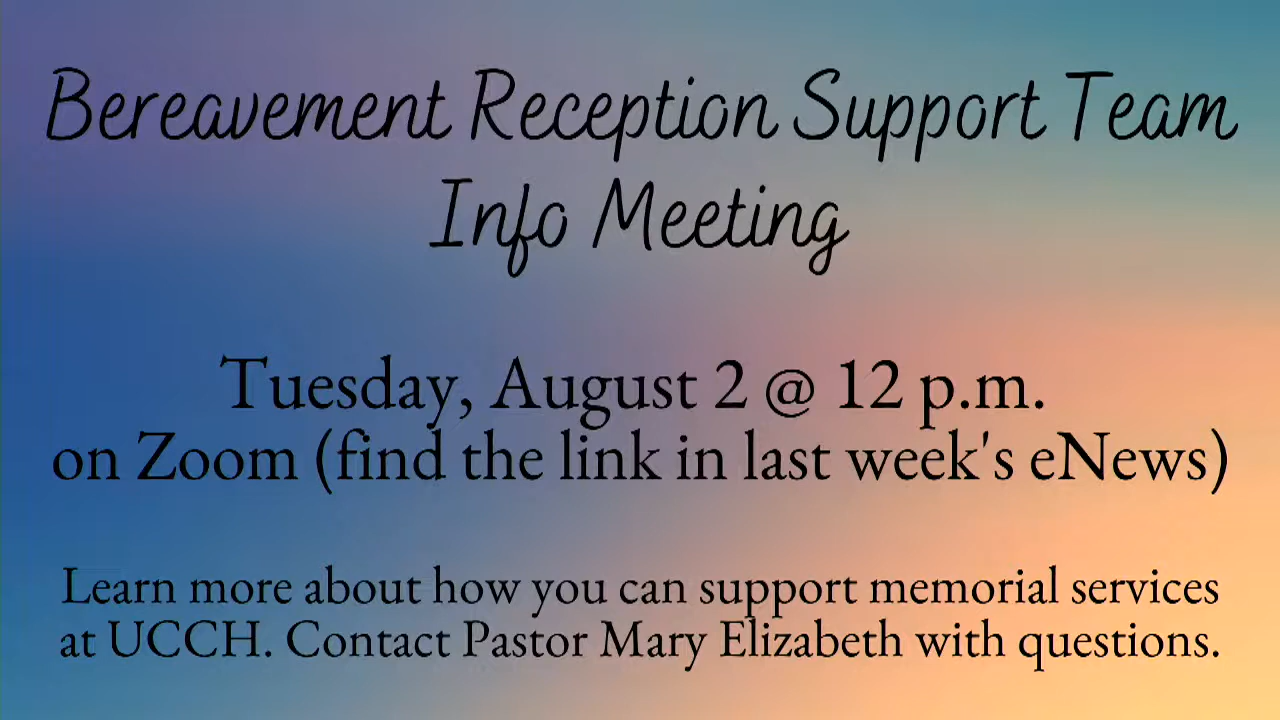 Bereavement Reception Support Team
Info Meeting
Tuesday, August 2 @ 12 p.m.
on Zoom (find the link in last week's eNews)
Learn more about how you can support memorial services
at UCCH. Contact Pastor Mary Elizabeth with questions.